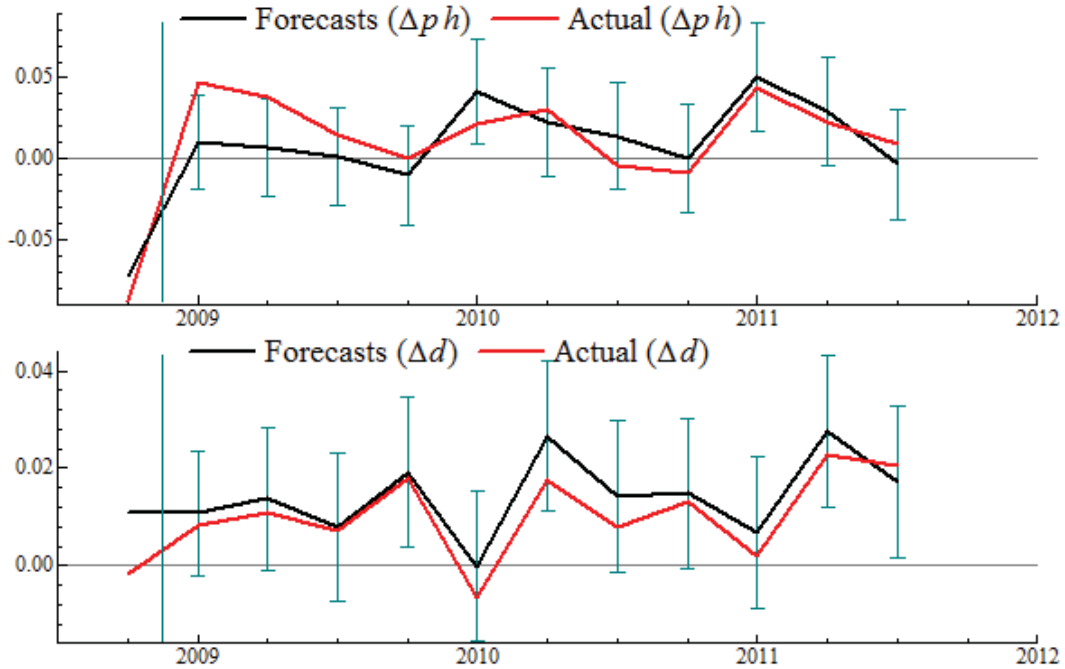 Forecasts (Δp h) Actual (Δp h)
0.05
0.00
-0.05
2009 2010 2011 2012
Forecasts (Δd) Actual (Δd)
0.04
0.02
0.00
2009 2010 2011 2012